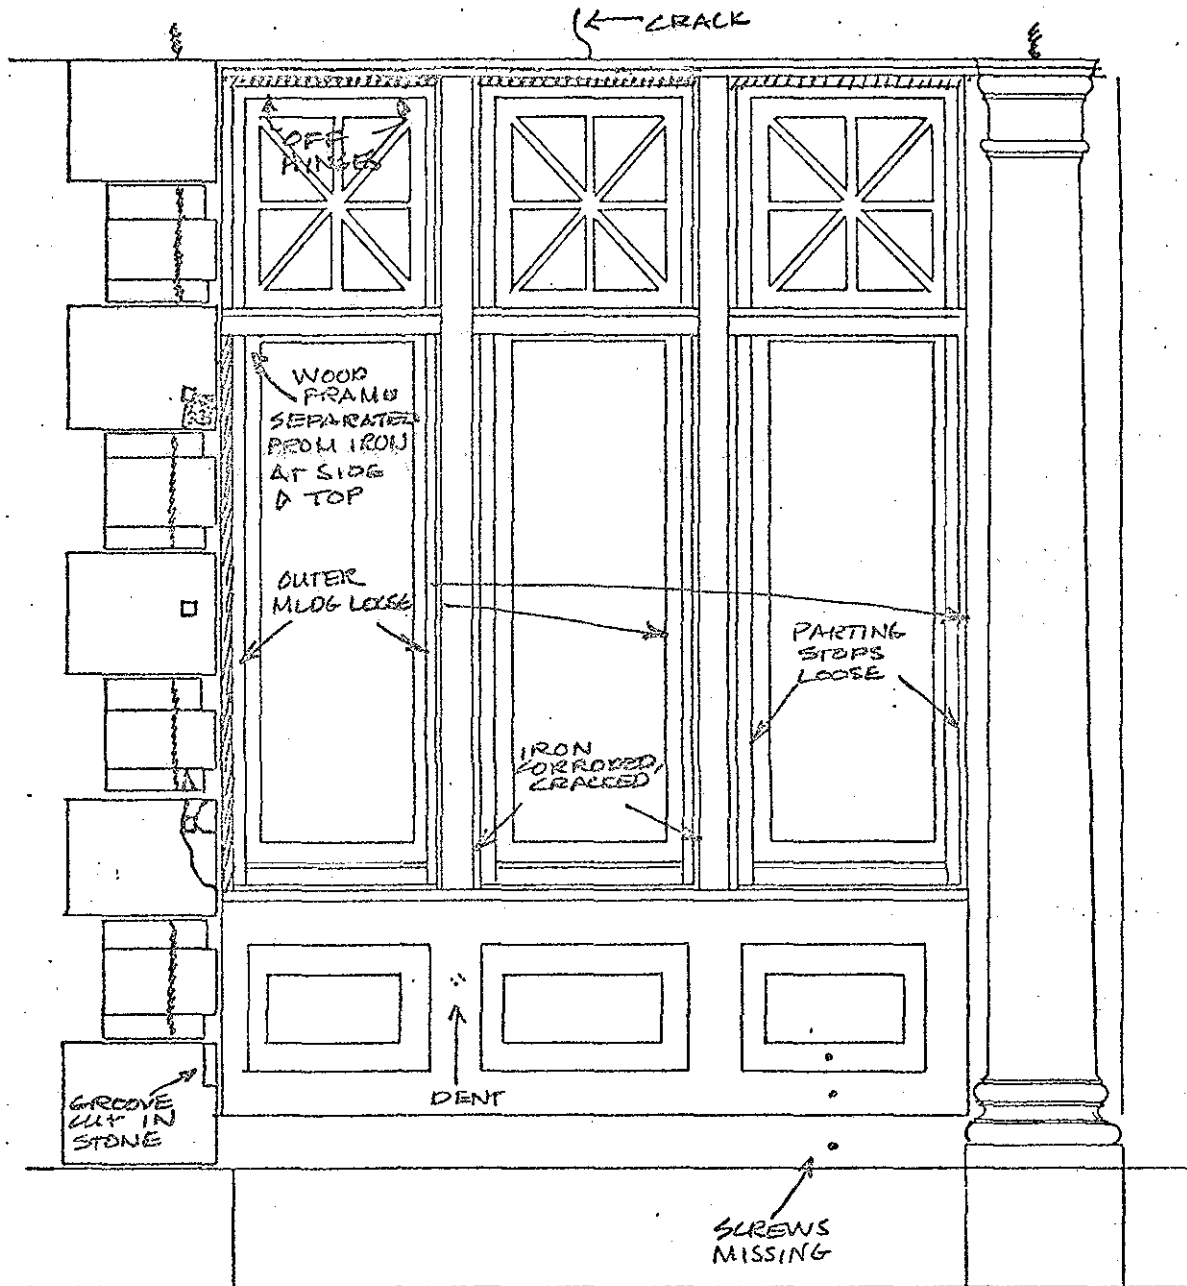 CRACK
OFF
HINGES
WOOD
FRAME
SEPARATED
FROM IRON
AT SIDE
& TOP
OUTER
MLDG LOOSE
PARTING
STOPS
LOOSE
IRON
CORRODED,
CRACKED
DENT
GROOVE
CUT IN
STONE
SCREWS
MISSING